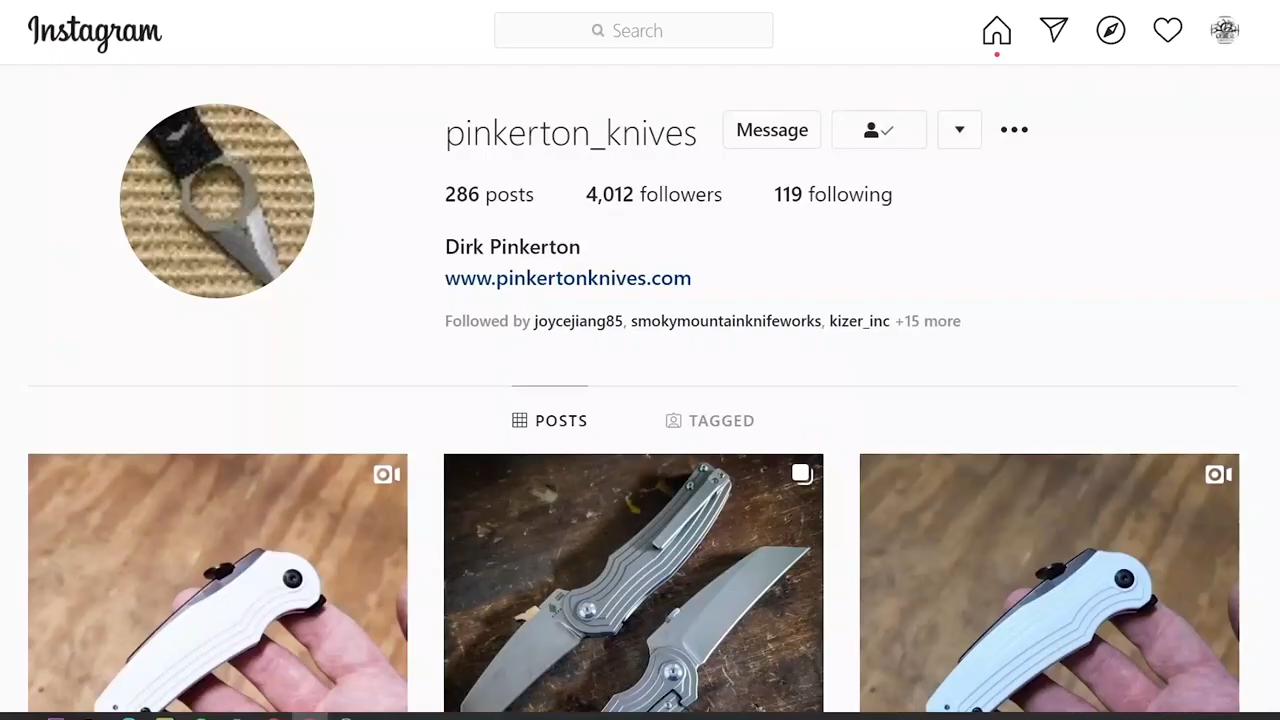 Instagram
Search
pinkerton_knives
Message
286 posts
4,012 followers
119 following
Dirk Pinkerton
www.pinkertonknives.com
Followed by joycejiang85, smokymountainknifeworks, kizer_inc +15 more
POSTS
TAGGED